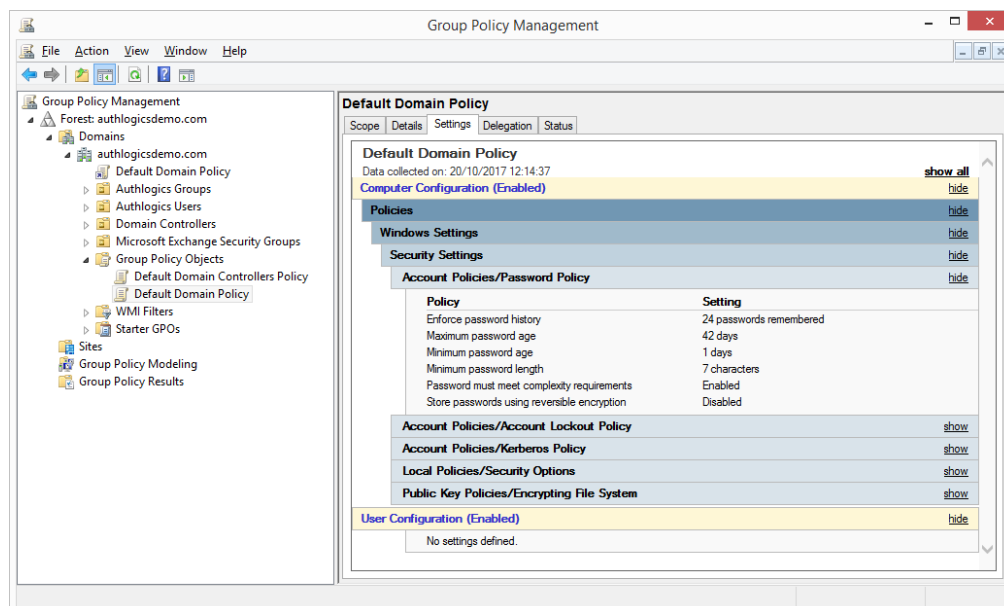 Group Policy Management
File Action View Window Help
Group Policy Management
Forest: authlogicsdemo.com
Domains
authlogicsdemo.com
Default Domain Policy
Authlogics Groups
Authlogics Users
Domain Controllers
Microsoft Exchange Security Groups
Group Policy Objects
Default Domain Controllers Policy
Default Domain Policy
WMI Filters
Starter GPOs
Sites
Group Policy Modeling
Group Policy Results
Default Domain Policy
Scope Details Settings Delegation Status
Default Domain Policy
Data collected on: 20/10/2017 12:14:37 show all
Computer Configuration (Enabled) hide
Policies hide
Windows Settings hide
Security Settings hide
Account Policies/Password Policy hide
Policy Setting
Enforce password history 24 passwords remembered
Maximum password age 42 days
Minimum password age 1 days
Minimum password length 7 characters
Password must meet complexity requirements Enabled
Store passwords using reversible encryption Disabled
Account Policies/Account Lockout Policy show
Account Policies/Kerberos Policy show
Local Policies/Security Options show
Public Key Policies/Encrypting File System show
User Configuration (Enabled) hide
No settings defined.